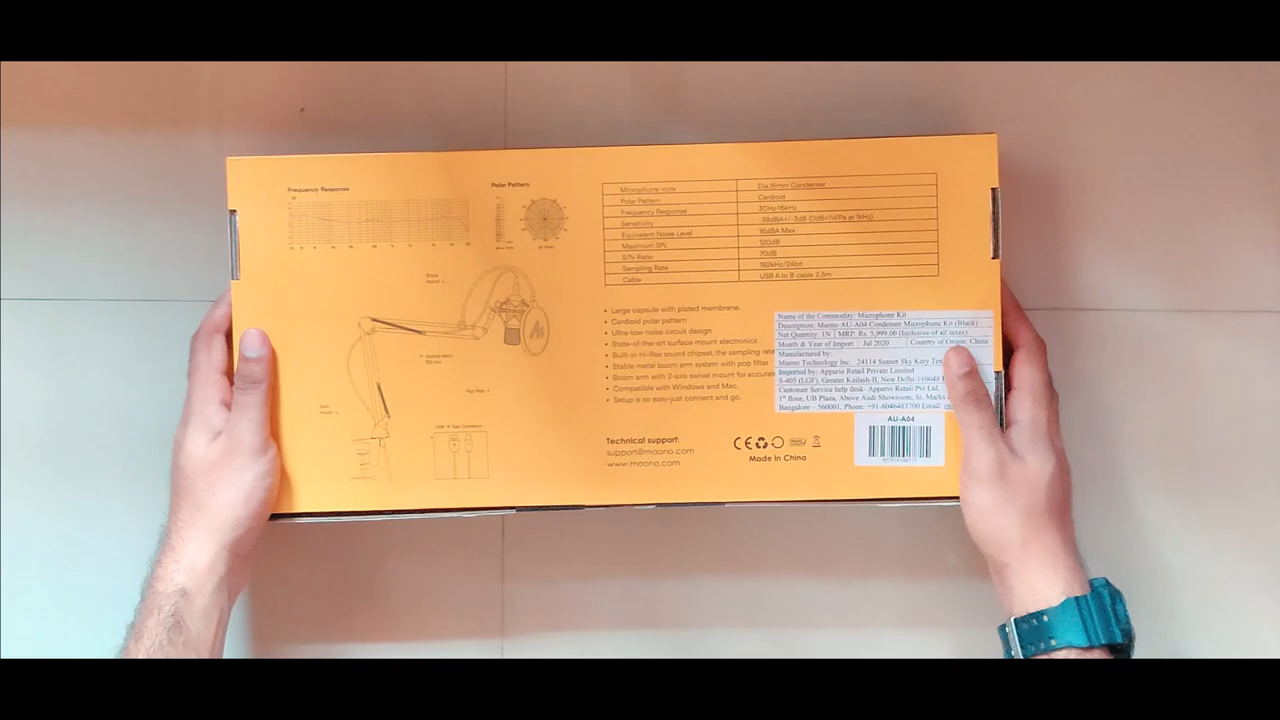 Frequency Response
Polar Pattern
Microphone core Dia.16mm Condenser
Polar Pattern Cardioid
Frequency Response 30Hz-16kHz
Sensitivity -38dBA+/-3dB (0dB=1V/Pa at 1kHz)
Equivalent Noise Level 16dBA Max
Maximum SPL 120dB
S/N Ratio 70dB
Sampling Rate 192kHz/24bit
Cable USB A to B cable 2.5m
Shock
mount
Pop filter
USB
Type Connector
• Large capsule with plated membrane.
• Cardioid polar pattern
• Ultra-low noise circuit design
• State-of-the-art surface mount electronics
• Built-in Hi-Res sound chipset, the sampling rate
• Stable metal boom arm system with pop filter
• Boom arm with 2-axis swivel mount for accurate
• Compatible with Windows and Mac.
• Setup is so easy-just connect and go.
Name of the Commodity: Microphone Kit
Description: Maono AU-A04 Condenser Microphone Kit (Black)
Net Quantity: 1N MRP: Rs. 5,999.00 (Inclusive of all taxes)
Month & Year of Import : Jul 2020 Country of Origin: China
Manufactured by:
Maono Technology Inc. 24114 Sunset Sky Katy
Imported by: Appario Retail Private Limited
S-405 (LGF), Greater Kailash-II, New Delhi-110048
Customer Service help desk- Appario Retail Pvt Ltd.
1st floor, UB Plaza, Above Audi Showroom, St. Marks
Bangalore – 560001, Phone: +91-8046483700 Email:
AU-A04
Technical support:
support@maono.com
www.maono.com
CE
Made in China